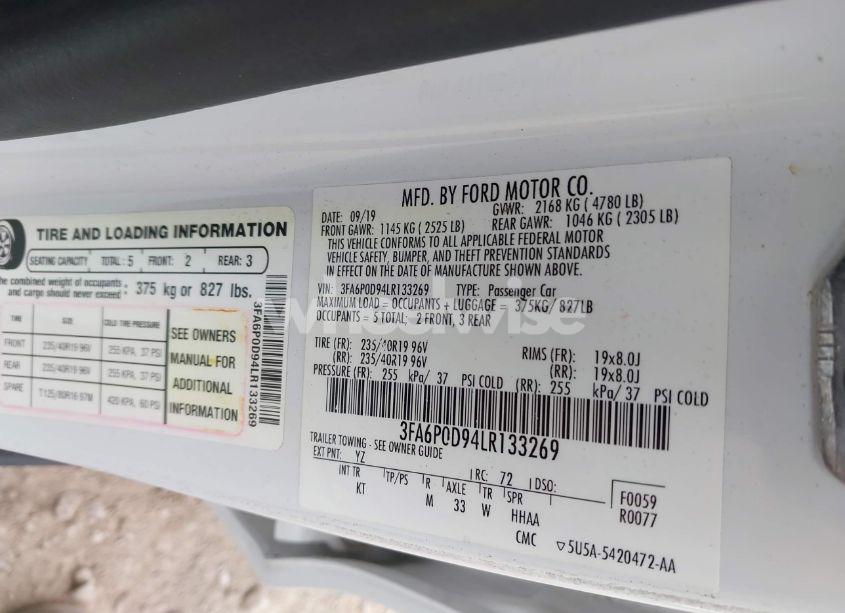 TIRE AND LOADING INFORMATION
SEATING CAPACITY TOTAL: 5 FRONT: 2 REAR: 3
The combined weight of occupants and cargo should never exceed : 375 kg or 827 lbs.
TIRE SIZE COLD TIRE PRESSURE
FRONT 235/40R19 96V 255 KPA, 37 PSI
REAR 235/40R19 96V 255 KPA, 37 PSI
SPARE T125/80R16 97M 420 KPA, 60 PSI
SEE OWNERS
MANUAL FOR
ADDITIONAL
INFORMATION
3FA6P0D94LR133269
MFD. BY FORD MOTOR CO.
DATE: 09/19 GVWR: 2168 KG ( 4780 LB)
FRONT GAWR: 1145 KG ( 2525 LB) REAR GAWR: 1046 KG ( 2305 LB)
THIS VEHICLE CONFORMS TO ALL APPLICABLE FEDERAL MOTOR
VEHICLE SAFETY, BUMPER, AND THEFT PREVENTION STANDARDS
IN EFFECT ON THE DATE OF MANUFACTURE SHOWN ABOVE.
VIN: 3FA6P0D94LR133269 TYPE: Passenger Car
MAXIMUM LOAD = OCCUPANTS + LUGGAGE = 375KG/ 827LB
OCCUPANTS = 5 TOTAL: 2 FRONT, 3 REAR
TIRE (FR): 235/40R19 96V RIMS (FR): 19x8.0J
(RR): 235/40R19 96V (RR): 19x8.0J
PRESSURE (FR): 255 kPa/ 37 PSI COLD (RR): 255 kPa/ 37 PSI COLD
3FA6P0D94LR133269
TRAILER TOWING - SEE OWNER GUIDE
EXT PNT: YZ RC: 72 DSO:
INT TR TP/PS R AXLE TR SPR
KT M 33 W HHAA
CMC
F0059
R0077
5U5A-5420472-AA
wheelwise